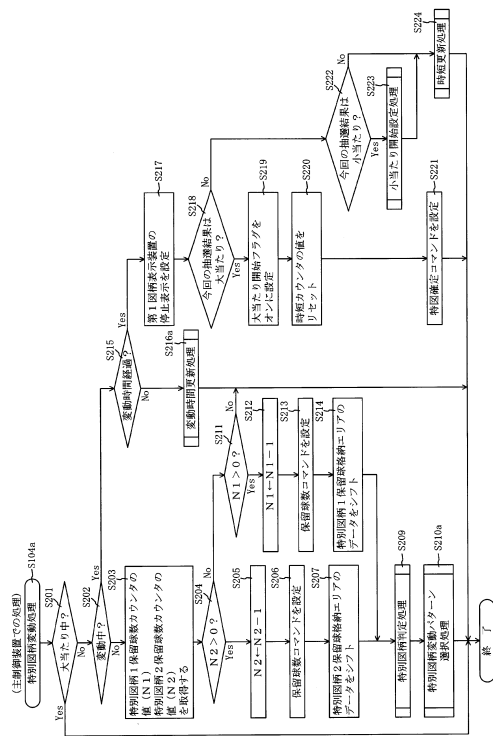 (主制御装置での処理)
特別図柄変動処理
S104a
S201
大当たり中?
Yes
No
S202
変動中?
Yes
No
S203
特別図柄1保留球数カウンタの
値(N1)
特別図柄2保留球数カウンタの
値(N2)
を取得する
S204
N2>0?
No
Yes
S205
N2←N2-1
S206
保留球数コマンドを設定
S207
特別図柄2保留球格納エリアの
データをシフト
S211
N1>0?
No
Yes
S212
N1←N1-1
S213
保留球数コマンドを設定
S214
特別図柄1保留球格納エリアの
データをシフト
S209
特別図柄判定処理
S210a
特別図柄変動パターン
選択処理
終了
S215
変動時間経過?
Yes
No
S216a
変動時間更新処理
S217
第1図柄表示装置の
停止表示を設定
S218
今回の抽選結果は
大当たり?
No
Yes
S219
大当たり開始フラグを
オンに設定
S220
時短カウンタの値を
リセット
S221
特図確定コマンドを設定
S222
今回の抽選結果は
小当たり?
No
Yes
S223
小当たり開始設定処理
S224
時短更新処理